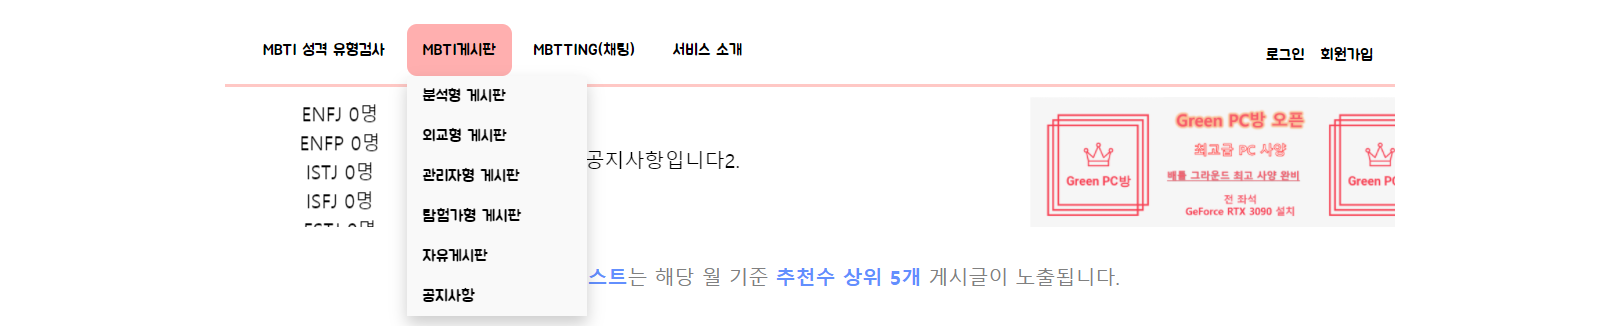 MBTI 성격 유형검사
MBTI게시판
MBTTING(채팅)
서비스 소개
로그인
회원가입
분석형 게시판
외교형 게시판
관리자형 게시판
탐험가형 게시판
자유게시판
공지사항
ENFJ 0명
ENFP 0명
ISTJ 0명
ISFJ 0명
공지사항입니다2.
Green PC방
Green PC방 오픈
최고급 PC 사양
배틀 그라운드 최고 사양 완비
전 좌석
GeForce RTX 3090 설치
Green PC
스트는 해당 월 기준 추천수 상위 5개 게시글이 노출됩니다.